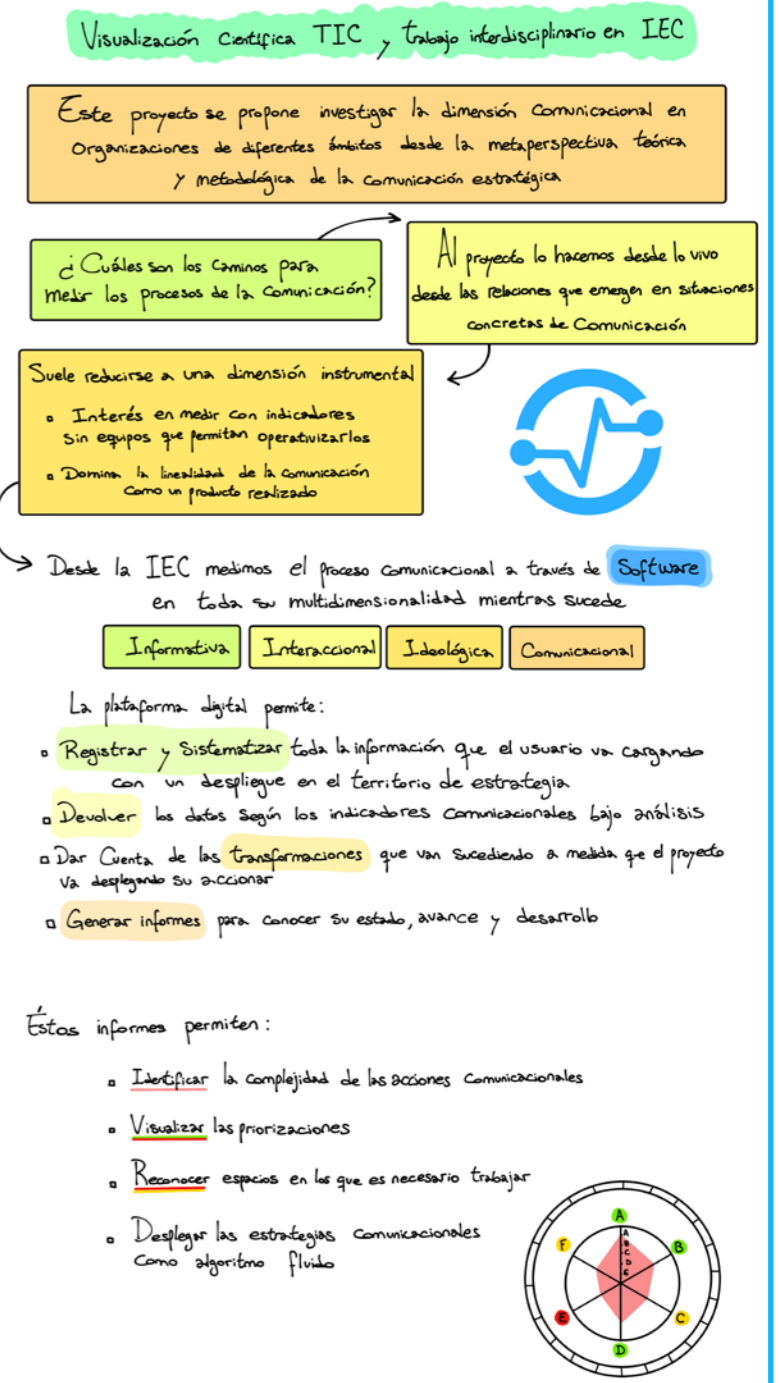 Visualización Científica TIC y trabajo interdisciplinario en IEC
Este proyecto se propone investigar la dimensión Comunicacional en
Organizaciones de diferentes ámbitos desde la metaperspectiva teórica
y metodológica de la comunicación estratégica
¿Cuáles son los Caminos para
medir los procesos de la Comunicación?
Al proyecto lo hacemos desde lo vivo
desde las relaciones que emergen en situaciones
concretas de Comunicación
Suele reducirse a una dimensión instrumental
Interés en medir con indicadores
Sin equipos que permitan operativizarlos
Domina la linealidad de la comunicación
Como un producto realizado
Desde la IEC medimos el proceso comunicacional a través de Software
en toda su multidimensionalidad mientras sucede
Informativa Interaccional Ideológica Comunicacional
La plataforma digital permite:
Registrar y Sistematizar toda la información que el usuario va cargando
con un despliegue en el territorio de estrategia
Devolver los datos según los indicadores comunicacionales bajo análisis
Dar Cuenta de las transformaciones que van sucediendo a medida que el proyecto
va desplegando su accionar
Generar informes para conocer su estado, avance y desarrollo
Éstos informes permiten:
Identificar la complejidad de las acciones comunicacionales
Visualizar las priorizaciones
Reconocer espacios en los que es necesario trabajar
Desplegar las estrategias comunicacionales
Como algoritmo fluido
A
F
B
A
B
C
D
E
E
C
D